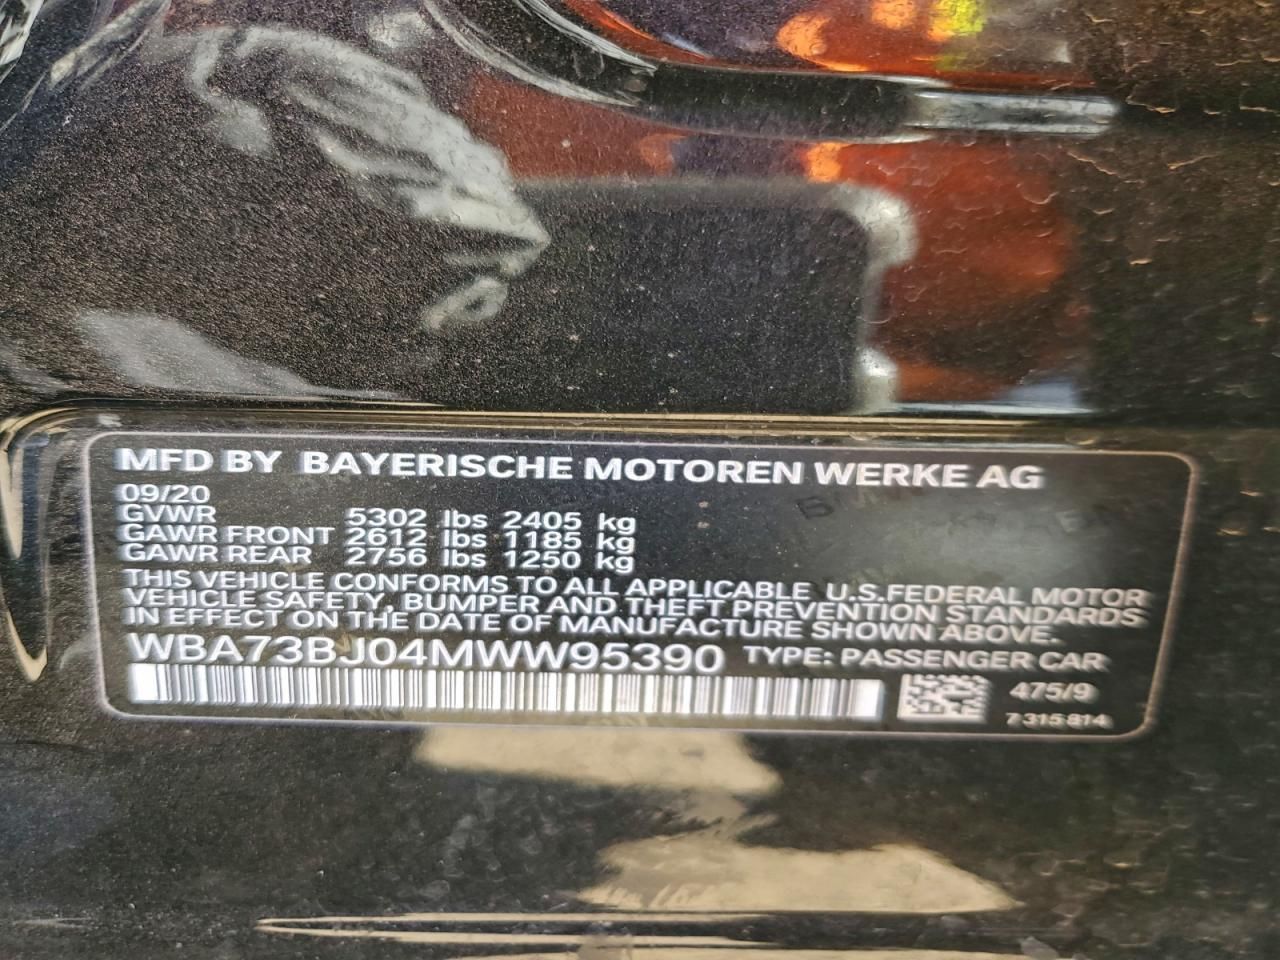 MFD BY BAYERISCHE MOTOREN WERKE AG
09/20
GVWR 5302 lbs 2405 kg
GAWR FRONT 2612 lbs 1185 kg
GAWR REAR 2756 lbs 1250 kg
THIS VEHICLE CONFORMS TO ALL APPLICABLE U.S.FEDERAL MOTOR
VEHICLE SAFETY, BUMPER AND THEFT PREVENTION STANDARDS
IN EFFECT ON THE DATE OF MANUFACTURE SHOWN ABOVE.
WBA73BJ04MWW95390 TYPE: PASSENGER CAR
475/9
7 315 814